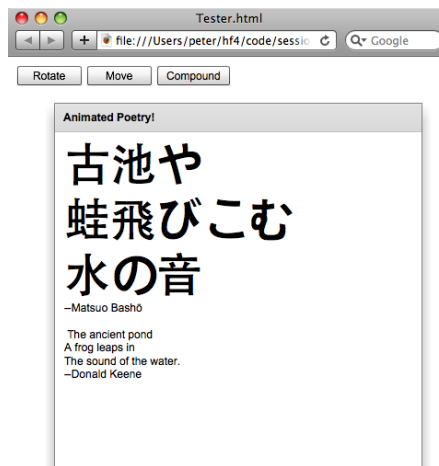 Tester.html
file:///Users/peter/hf4/code/sessio
Google
Rotate Move Compound
Animated Poetry!
古池や
蛙飛びこむ
水の音
—Matsuo Bashō
The ancient pond
A frog leaps in
The sound of the water.
—Donald Keene